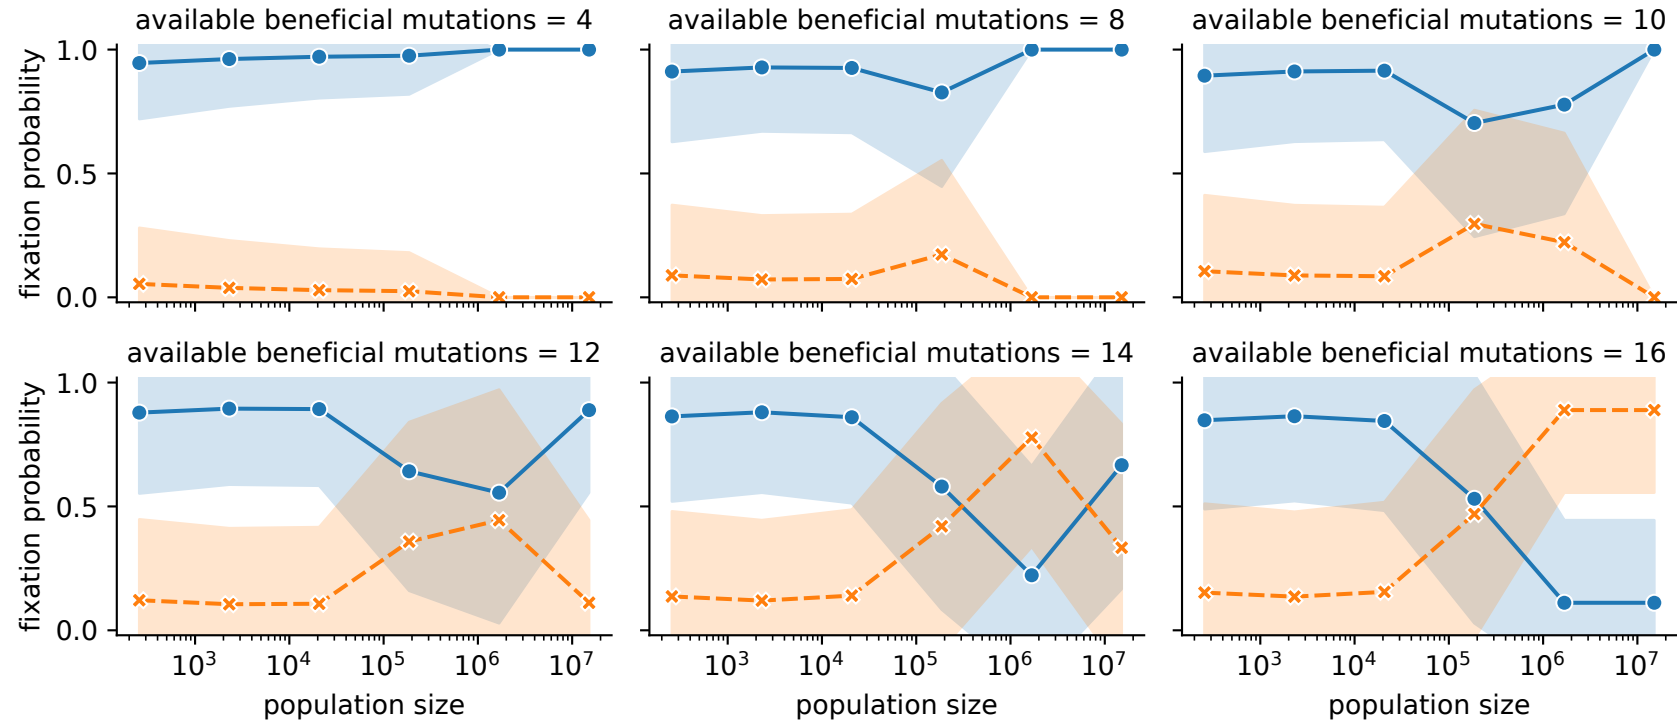 available beneficial mutations = 4
available beneficial mutations = 8
available beneficial mutations = 10
fixation probability
1.0
0.5
0.0
available beneficial mutations = 12
available beneficial mutations = 14
available beneficial mutations = 16
fixation probability
1.0
0.5
0.0
10³ 10⁴ 10⁵ 10⁶ 10⁷
10³ 10⁴ 10⁵ 10⁶ 10⁷
10³ 10⁴ 10⁵ 10⁶ 10⁷
population size
population size
population size